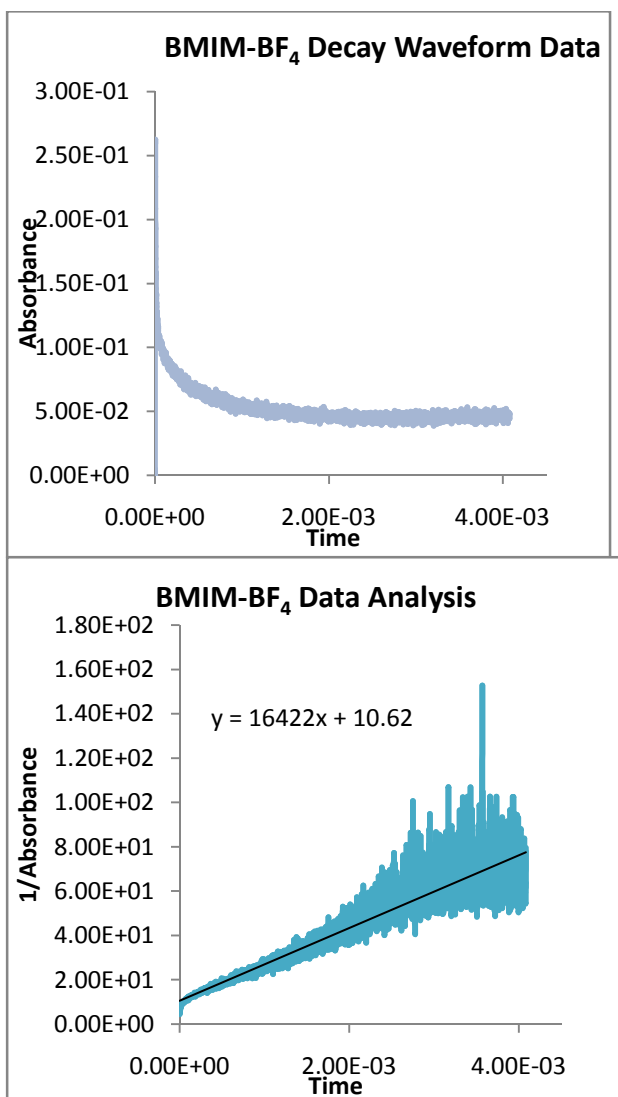 BMIM-BF₄ Decay Waveform Data
3.00E-01
2.50E-01
2.00E-01
1.50E-01
1.00E-01
5.00E-02
0.00E+00
Absorbance
0.00E+00 2.00E-03 4.00E-03
Time
BMIM-BF₄ Data Analysis
1.80E+02
1.60E+02
1.40E+02
1.20E+02
1.00E+02
8.00E+01
6.00E+01
4.00E+01
2.00E+01
0.00E+00
1/Absorbance
y = 16422x + 10.62
0.00E+00 2.00E-03 4.00E-03
Time